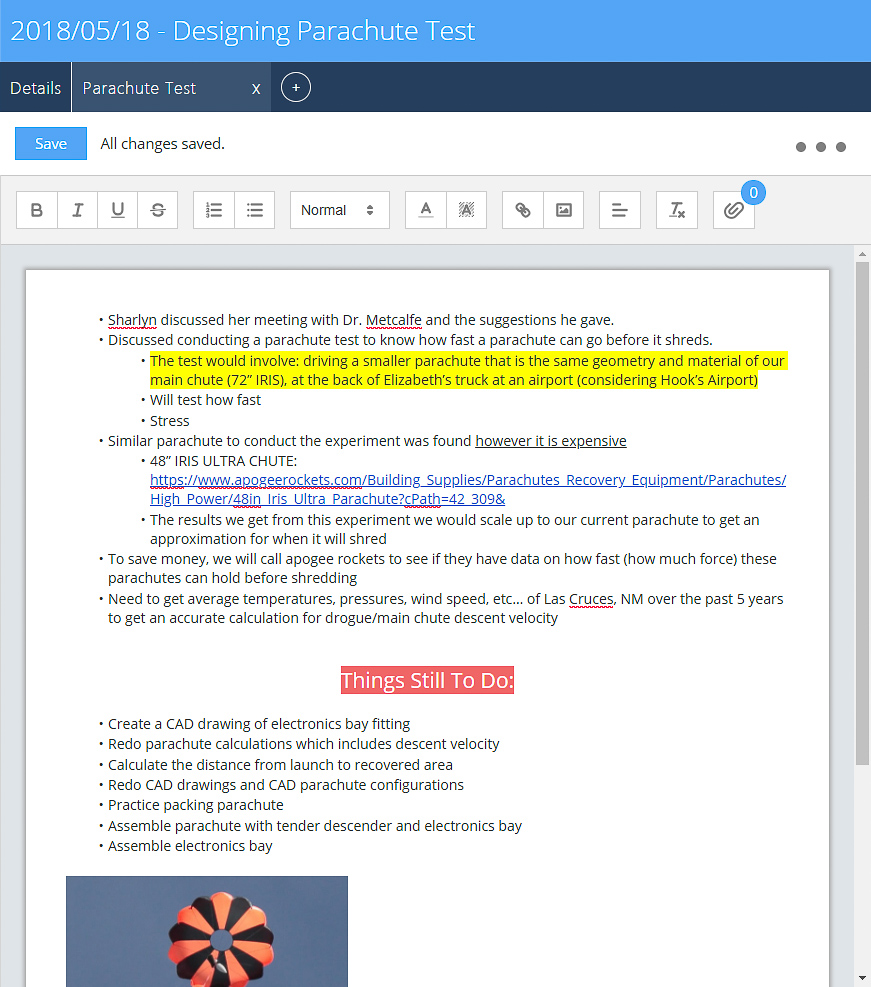 2018/05/18 - Designing Parachute Test
Details
Parachute Test
x
+
Save
All changes saved.
B I U S
Normal
A
A
Tx
0
• Sharlyn discussed her meeting with Dr. Metcalfe and the suggestions he gave.
• Discussed conducting a parachute test to know how fast a parachute can go before it shreds.
• The test would involve: driving a smaller parachute that is the same geometry and material of our
main chute (72” IRIS), at the back of Elizabeth’s truck at an airport (considering Hook’s Airport)
• Will test how fast
• Stress
• Similar parachute to conduct the experiment was found however it is expensive
• 48” IRIS ULTRA CHUTE:
https://www.apogeerockets.com/Building_Supplies/Parachutes_Recovery_Equipment/Parachutes/
High_Power/48in_Iris_Ultra_Parachute?cPath=42_309&
• The results we get from this experiment we would scale up to our current parachute to get an
approximation for when it will shred
• To save money, we will call apogee rockets to see if they have data on how fast (how much force) these
parachutes can hold before shredding
• Need to get average temperatures, pressures, wind speed, etc... of Las Cruces, NM over the past 5 years
to get an accurate calculation for drogue/main chute descent velocity
Things Still To Do:
• Create a CAD drawing of electronics bay fitting
• Redo parachute calculations which includes descent velocity
• Calculate the distance from launch to recovered area
• Redo CAD drawings and CAD parachute configurations
• Practice packing parachute
• Assemble parachute with tender descender and electronics bay
• Assemble electronics bay